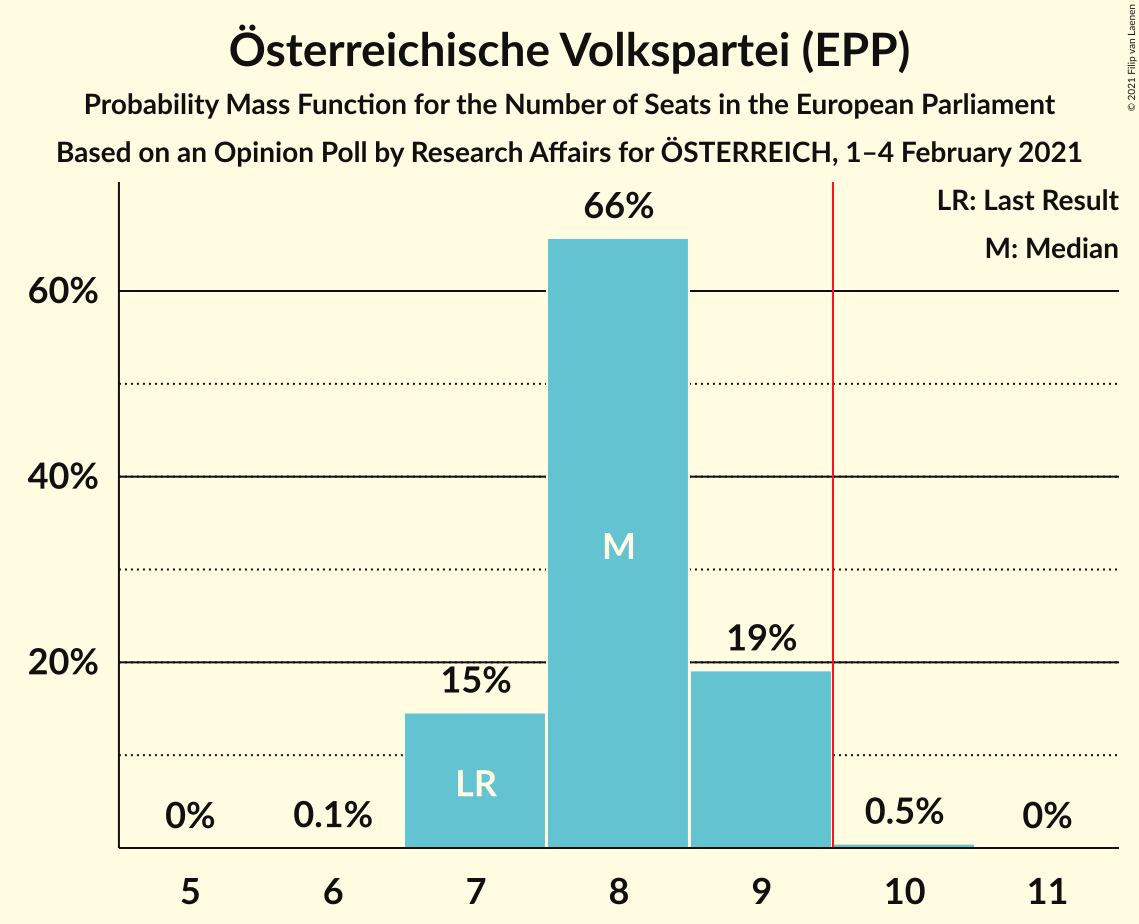 Österreichische Volkspartei (EPP)
Probability Mass Function for the Number of Seats in the European Parliament
Based on an Opinion Poll by Research Affairs for ÖSTERREICH, 1–4 February 2021
© 2021 Filip van Laenen
LR: Last Result
M: Median
66%
60%
40%
M
20%
19%
15%
LR
0%
0.1%
0.5%
0%
5 6 7 8 9 10 11